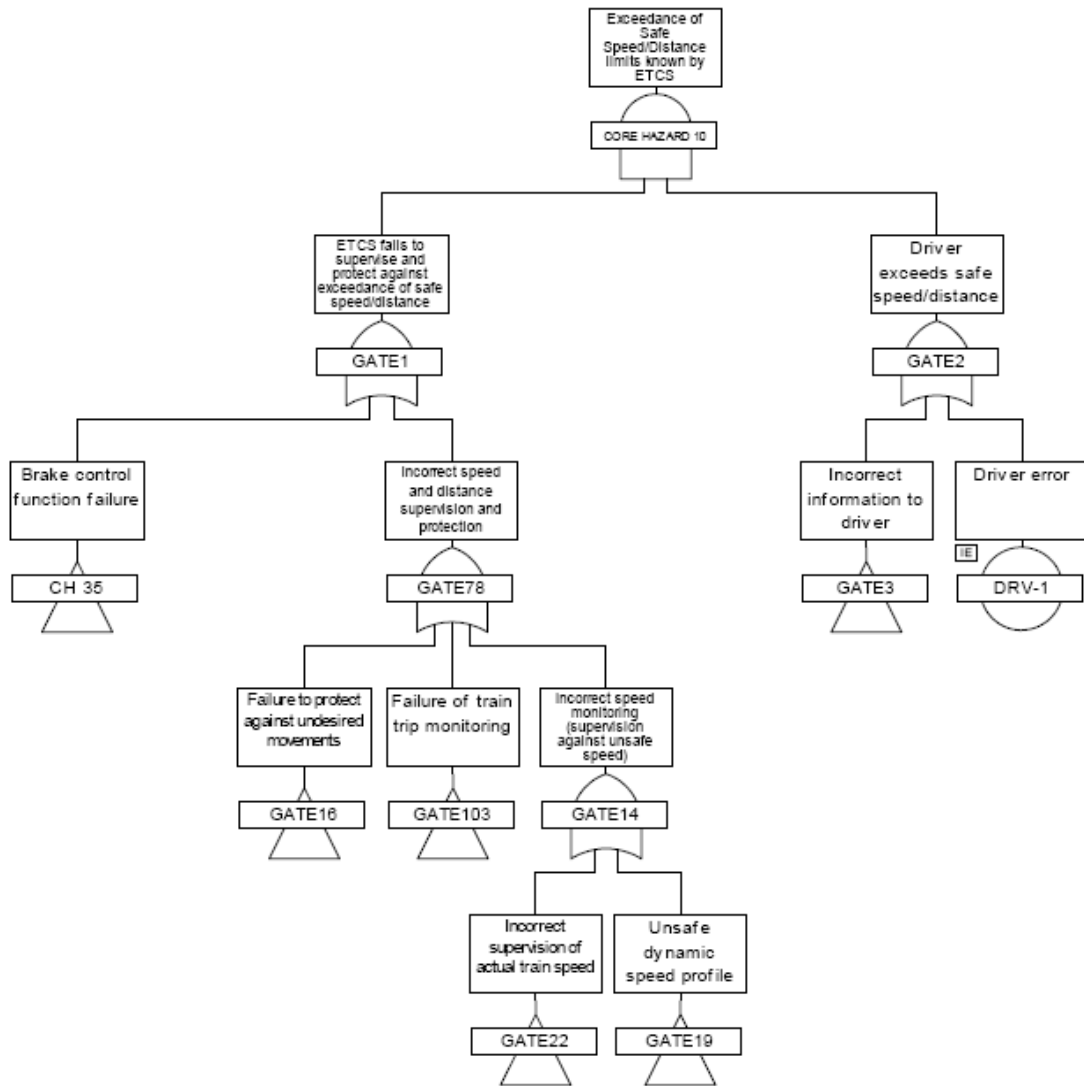 Exceedance of
Safe
Speed/Distance
limits known by
ETCS
CORE HAZARD 10
ETCS fails to
supervise and
protect against
exceedance of safe
speed/distance
GATE1
Driver
exceeds safe
speed/distance
GATE2
Brake control
function failure
CH 35
Incorrect speed
and distance
supervision and
protection
GATE78
Incorrect
information to
driver
GATE3
Driver error
IE
DRV-1
Failure to protect
against undesired
movements
GATE16
Failure of train
trip monitoring
GATE103
Incorrect speed
monitoring
(supervision
against unsafe
speed)
GATE14
Incorrect
supervision of
actual train speed
GATE22
Unsafe
dynamic
speed profile
GATE19